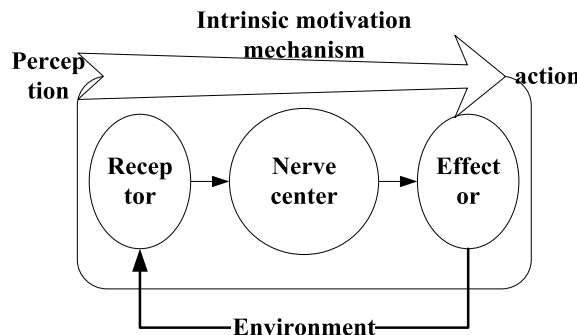 Intrinsic motivation
mechanism
Percep
tion
action
Recep
tor
Nerve
center
Effect
or
Environment